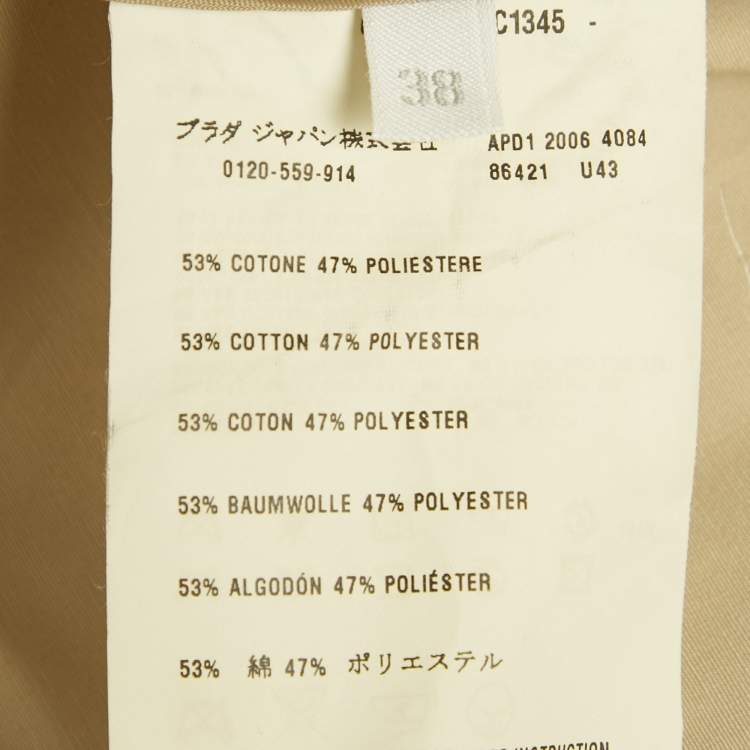 C1345 -
38
プラダ ジャパン株式会社 APD1 2006 4084
0120-559-914 86421 U43
53% COTONE 47% POLIESTERE
53% COTTON 47% POLYESTER
53% COTON 47% POLYESTER
53% BAUMWOLLE 47% POLYESTER
53% ALGODÓN 47% POLIÉSTER
53% 綿 47% ポリエステル
INSTRUCTION